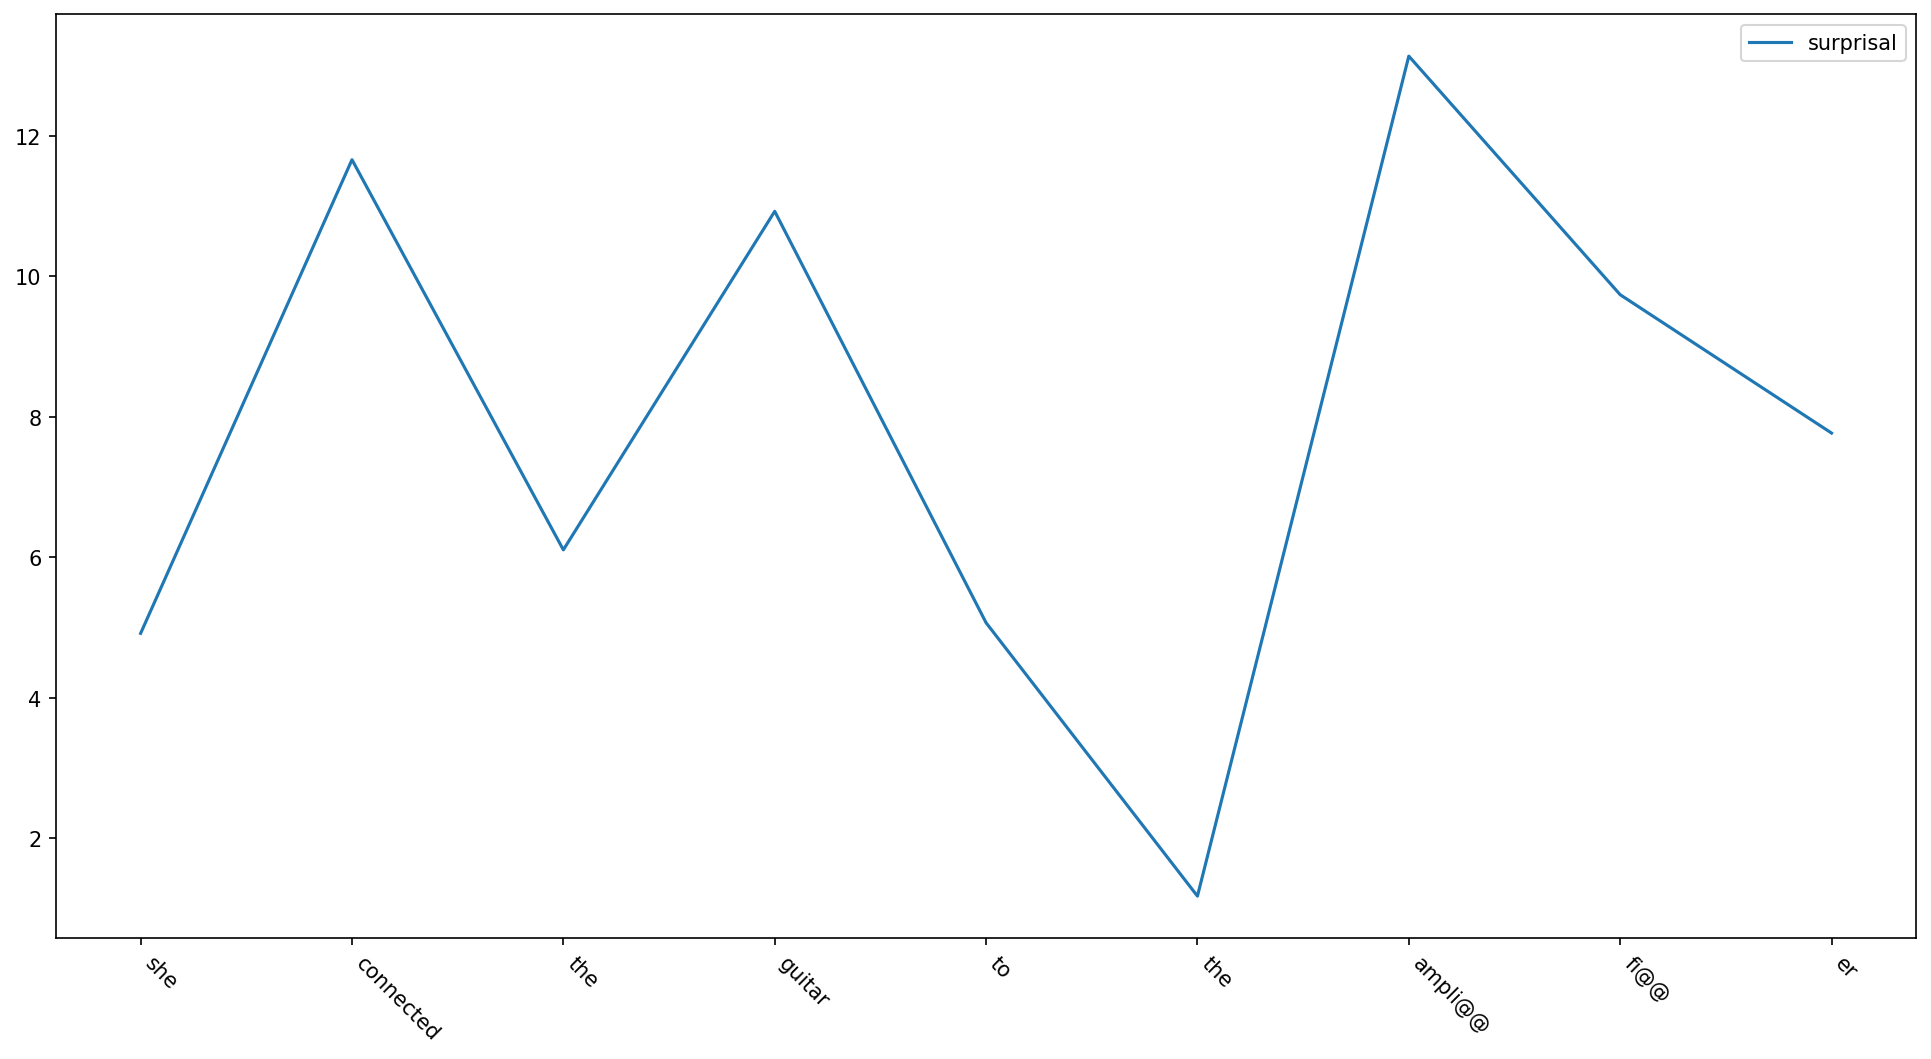 surprisal
12
10
8
6
4
2
she
connected
the
guitar
to
the
ampli@@
fi@@
er